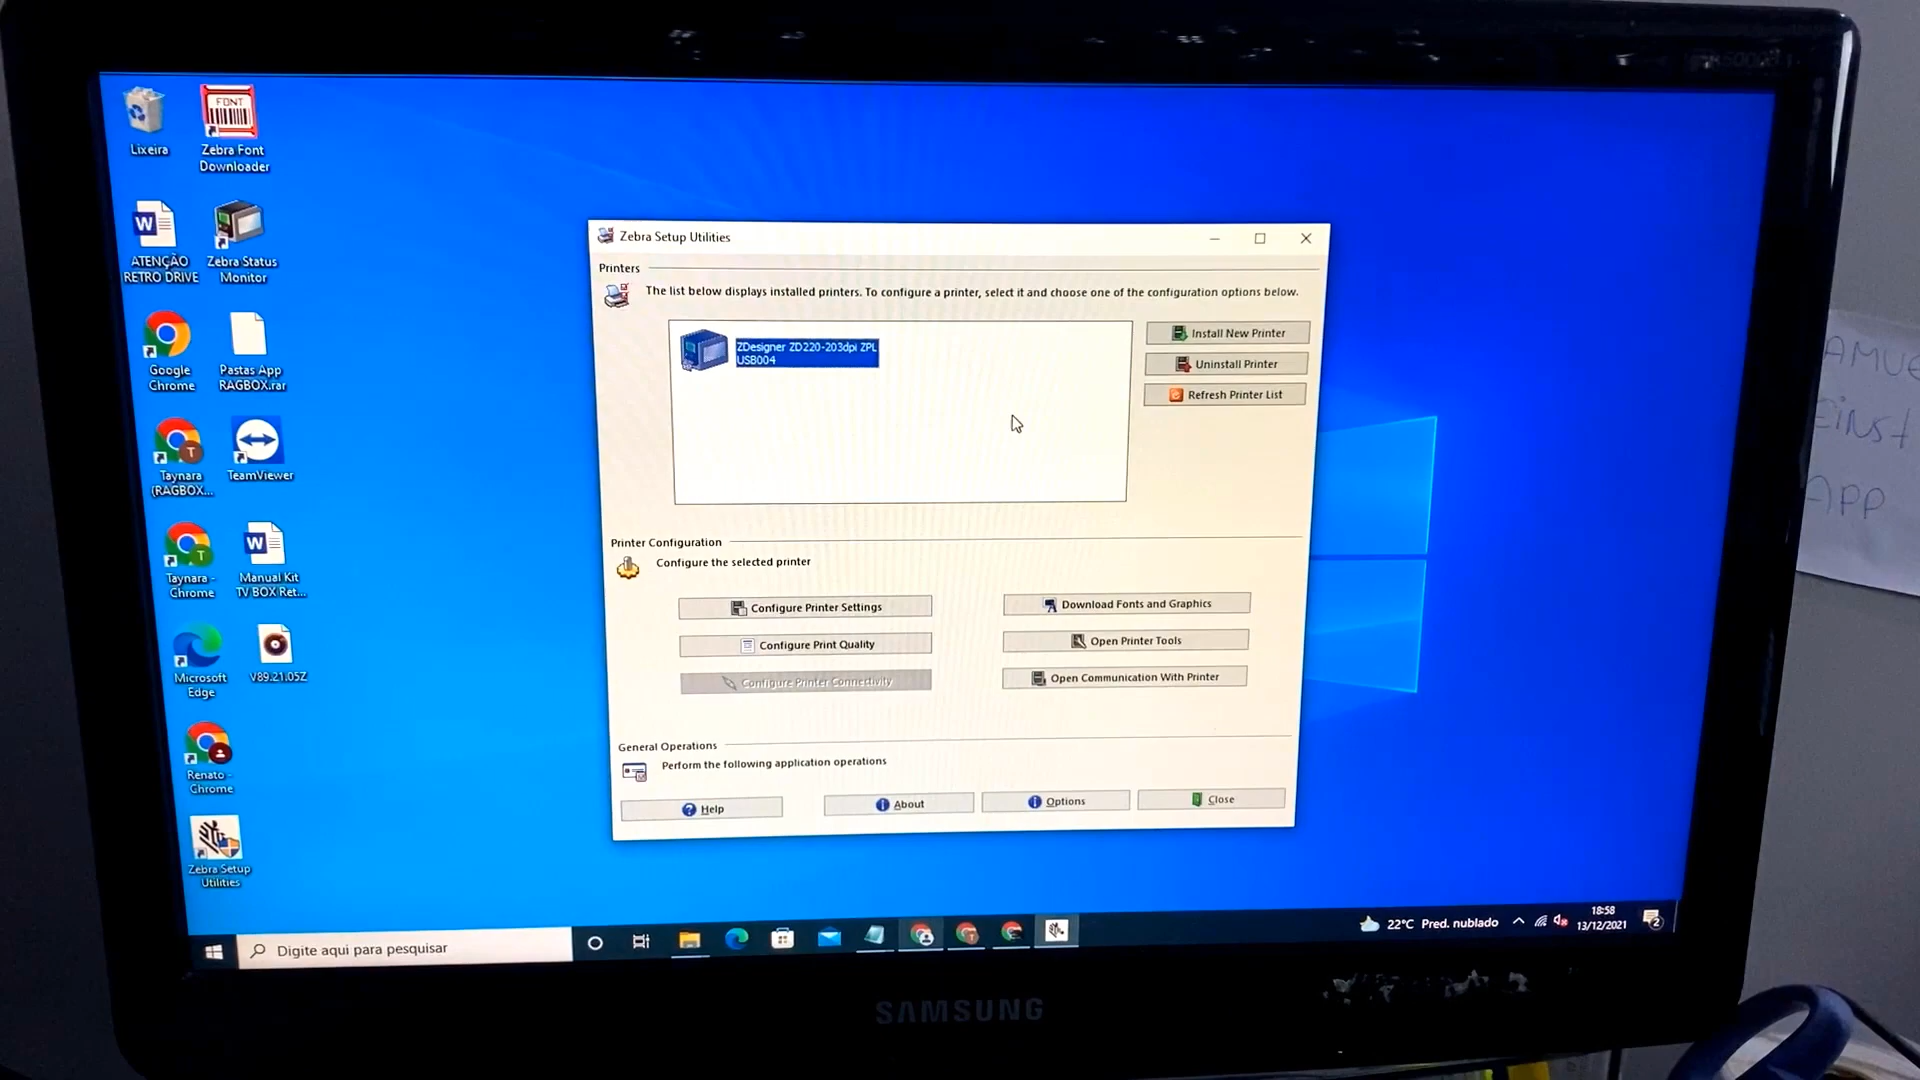 Lixeira
FONT
Zebra Font
Downloader
ATENÇÃO
RETRO DRIVE
Zebra Status
Monitor
Google
Chrome
Pastas App
RAGBOX.rar
Taynara
(RAGBOX...
TeamViewer
Taynara -
Chrome
Manual Kit
TV BOX Ret...
Microsoft
Edge
V89.21.05Z
Renato -
Chrome
Zebra Setup
Utilities
Zebra Setup Utilities
Printers
The list below displays installed printers. To configure a printer, select it and choose one of the configuration options below.
ZDesigner ZD220-203dpi ZPL
USB004
Install New Printer
Uninstall Printer
Refresh Printer List
Printer Configuration
Configure the selected printer
Configure Printer Settings
Download Fonts and Graphics
Configure Print Quality
Open Printer Tools
Configure Printer Connectivity
Open Communication With Printer
General Operations
Perform the following application operations
Help
About
Options
Close
Digite aqui para pesquisar
22°C Pred. nublado
18:58
13/12/2021
2
SAMSUNG
APP